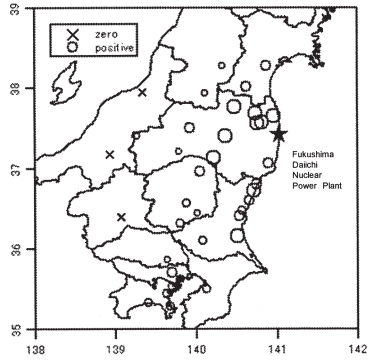 39
38
37
36
35
138
139
140
141
142
zero
positive
Fukushima
Daiichi
Nuclear
Power Plant